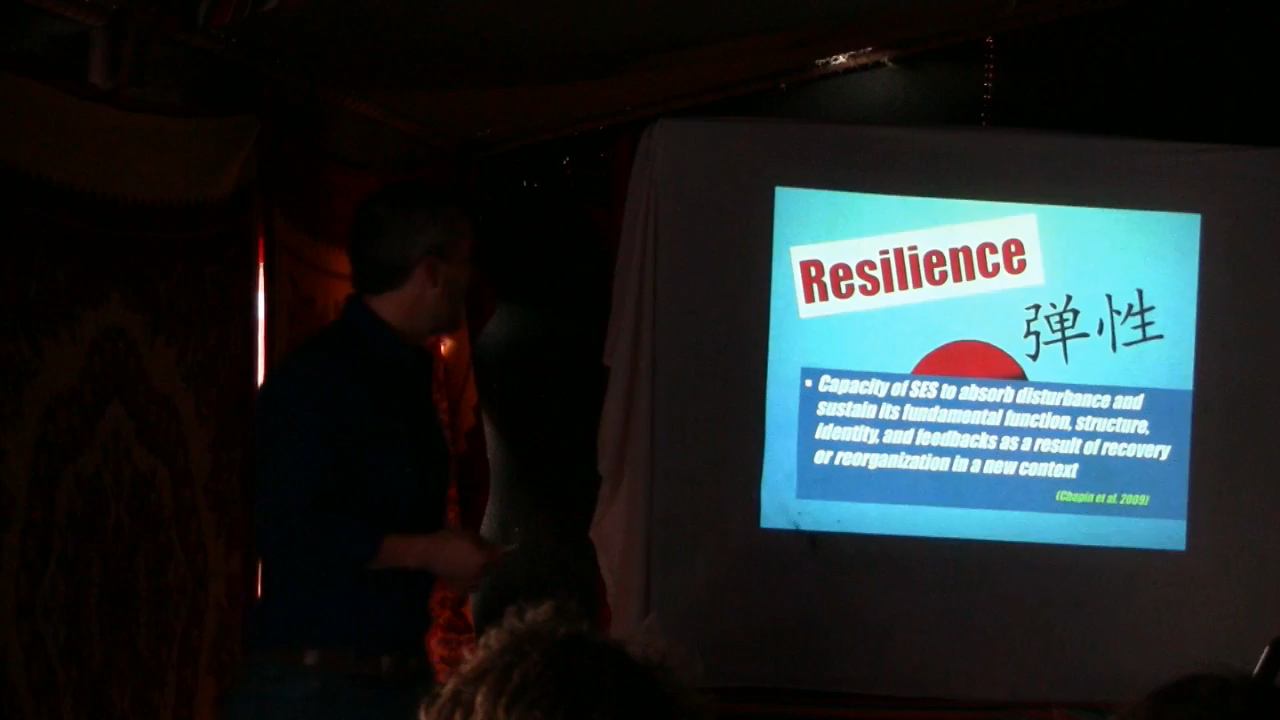 Resilience
弹性
▪ Capacity of SES to absorb disturbance and
sustain its fundamental function, structure,
identity, and feedbacks as a result of recovery
or reorganization in a new context
(Chapin et al. 2009)